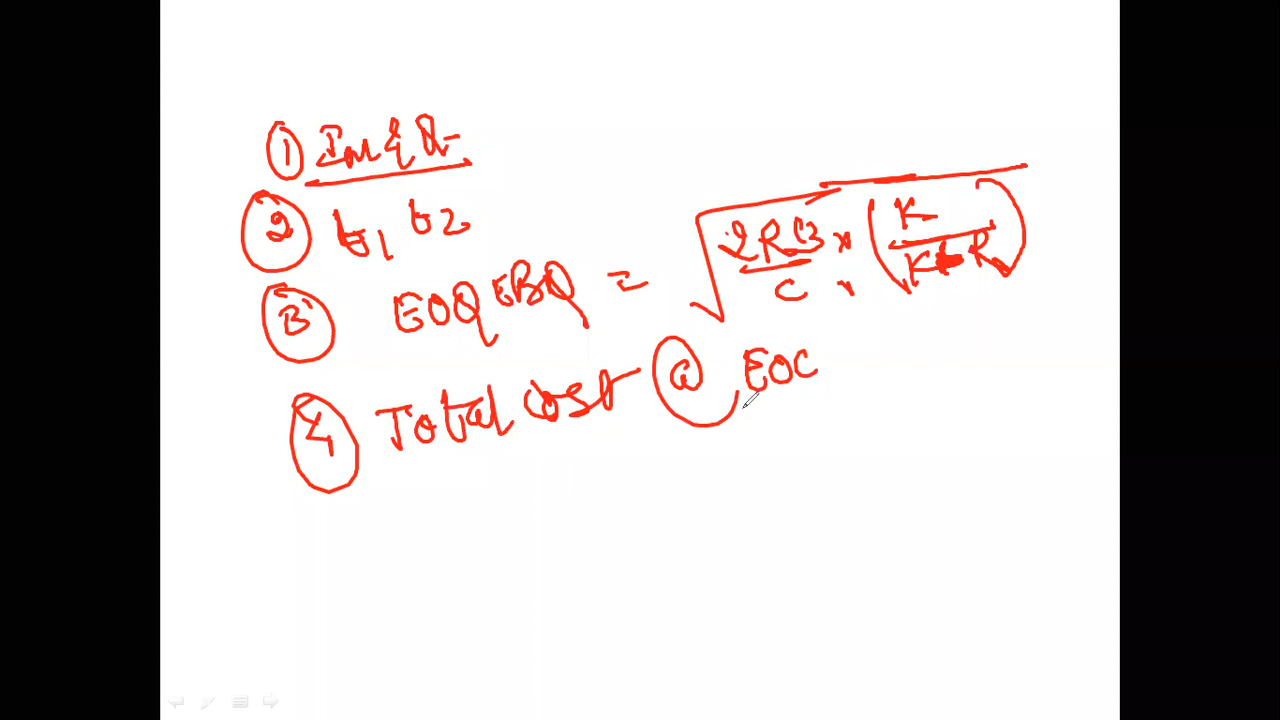 ① Im & Q
② t1 t2
③ EOQ EBQ = √(2RC3/C1 × (K/(K-R)))
④ Total cost @ EOC